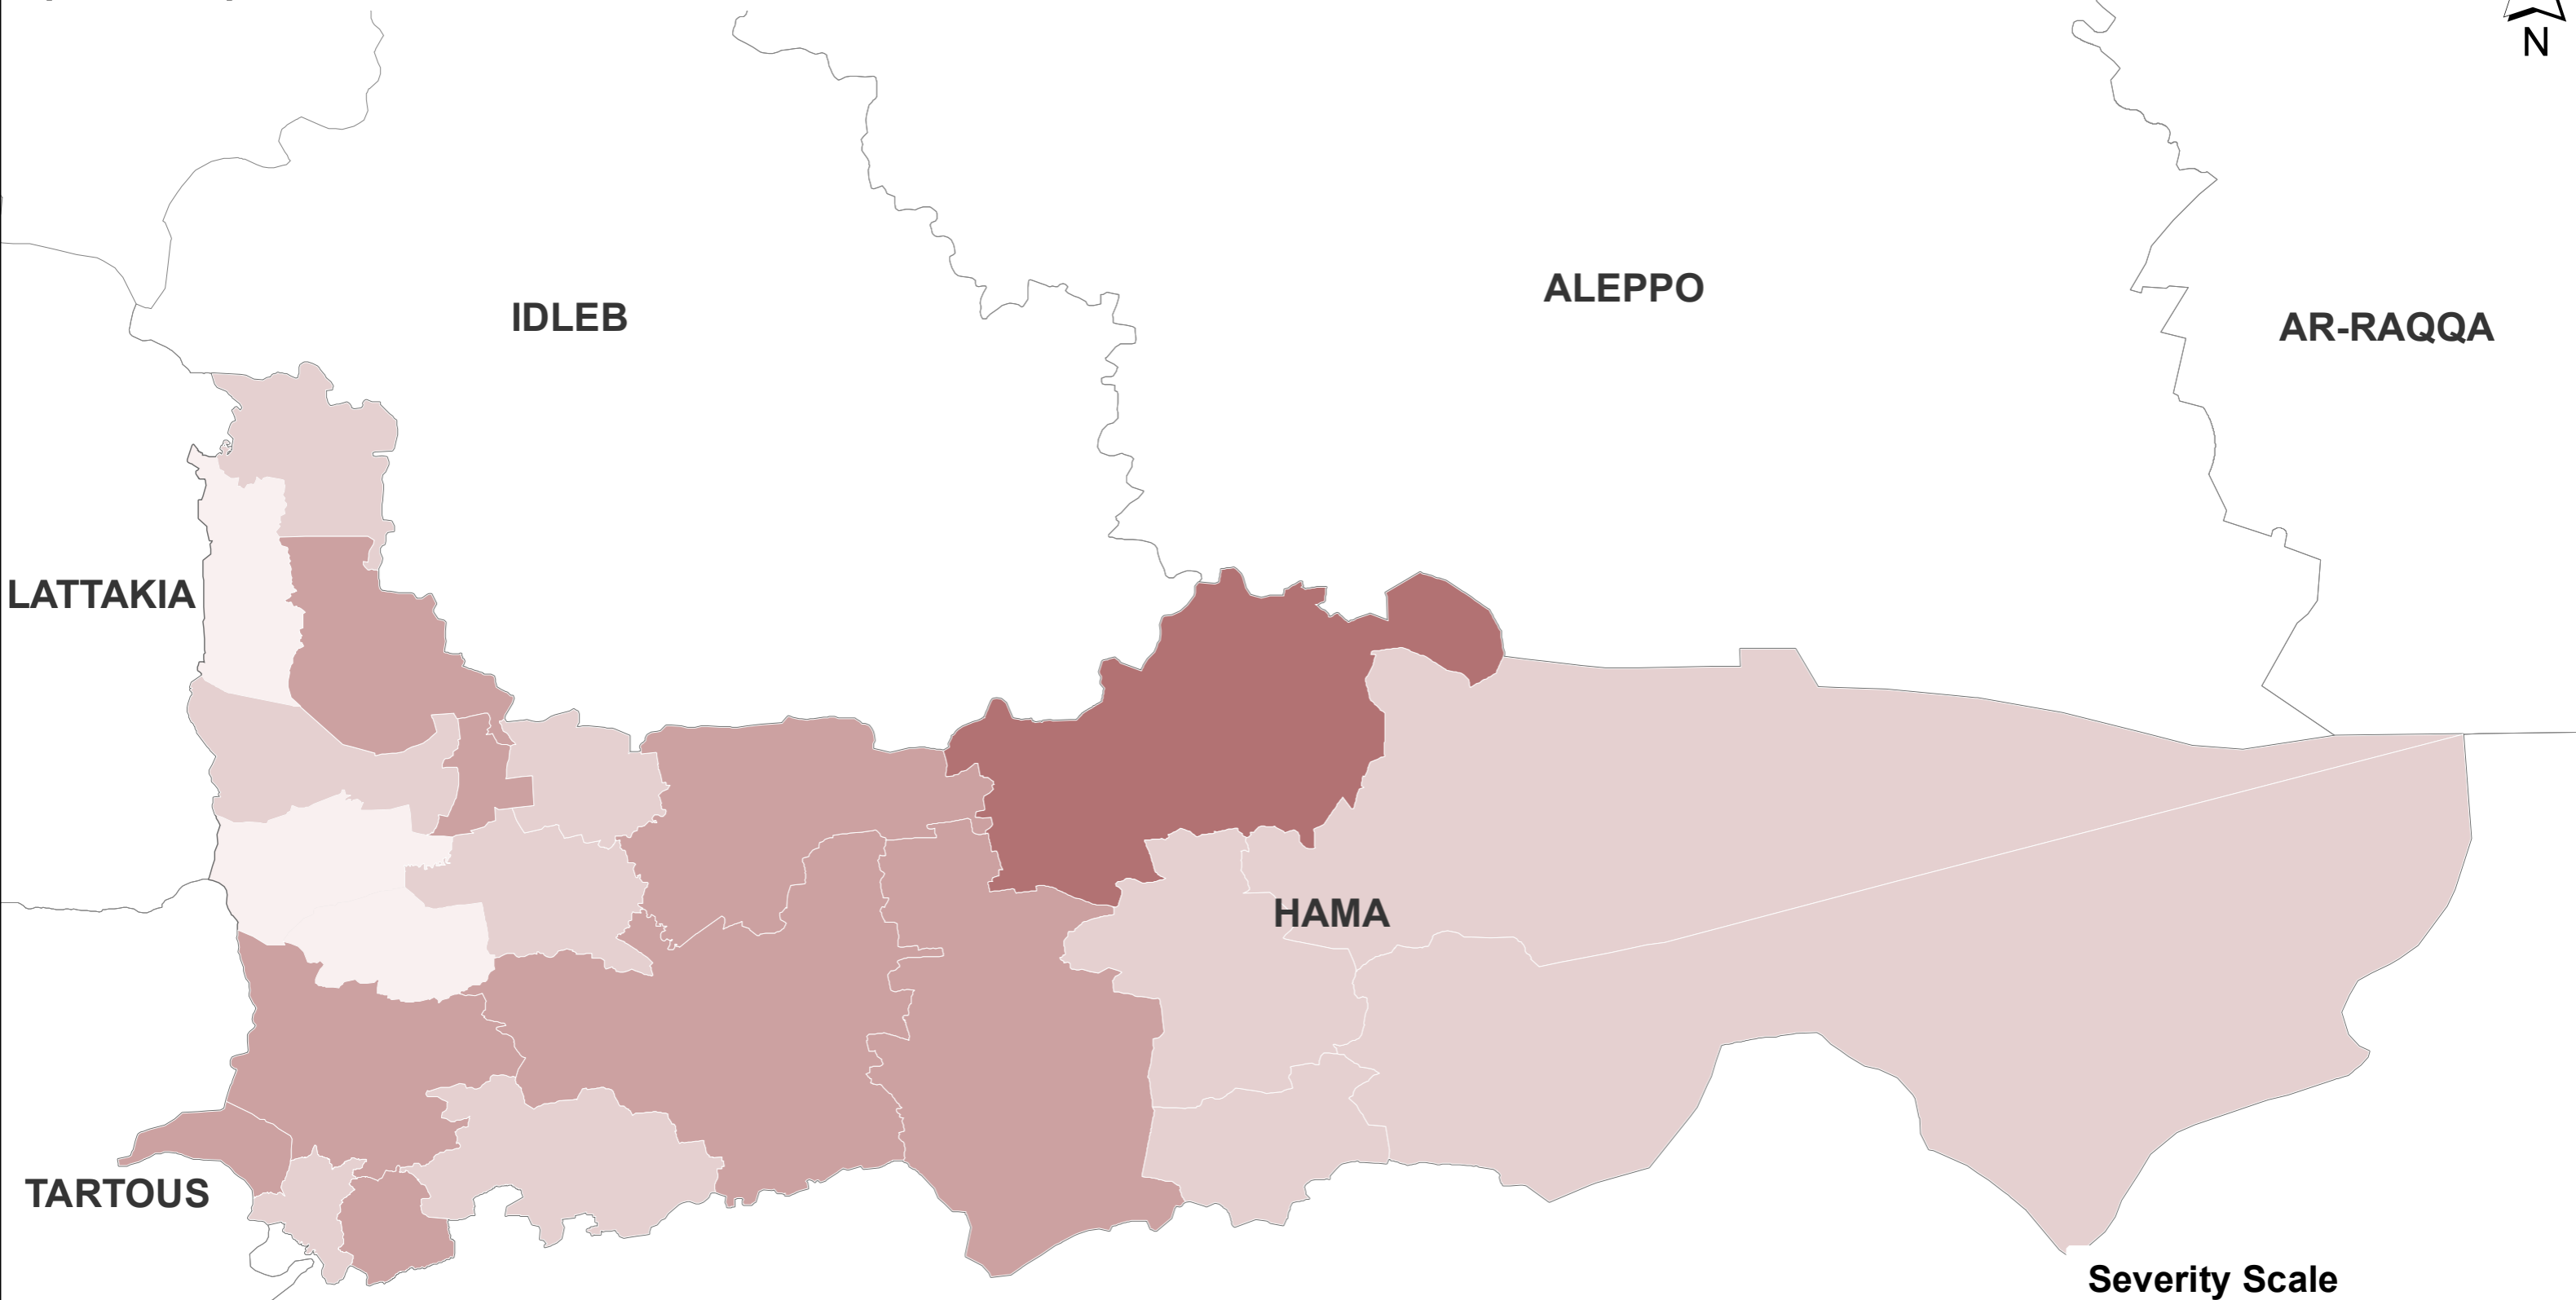 N
ALEPPO
IDLEB
AR-RAQQA
LATTAKIA
HAMA
TARTOUS
Severity Scale